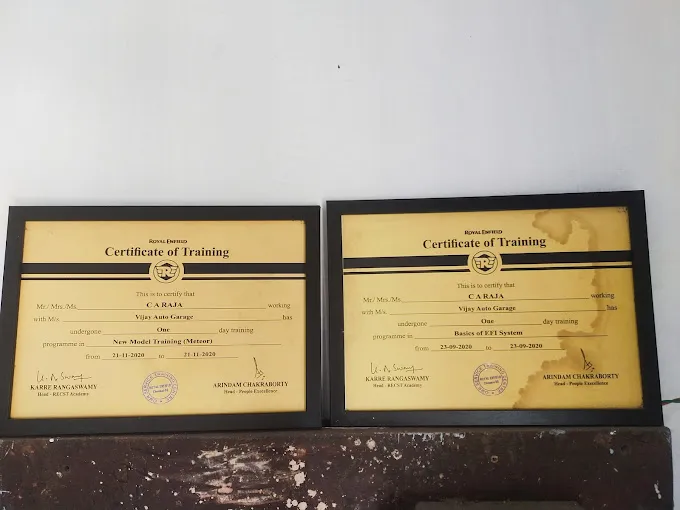 ROYAL ENFIELD
Certificate of Training
R
This is to certify that
Mr./ Mrs./Ms. C A RAJA working
with M/s Vijay Auto Garage has
undergone One day training
programme in New Model Training (Meteor)
from 21-11-2020 to 21-11-2020
KARRE RANGASWAMY
Head - RECST Academy
ARINDAM CHAKRABORTY
Head - People Execellence
ROYAL ENFIELD
Certificate of Training
R
This is to certify that
Mr./ Mrs./Ms. C A RAJA working
with M/s Vijay Auto Garage has
undergone One day training
programme in Basics of EFI System
from 23-09-2020 to 23-09-2020
KARRE RANGASWAMY
Head - RECST Academy
ARINDAM CHAKRABORTY
Head - People Execellence